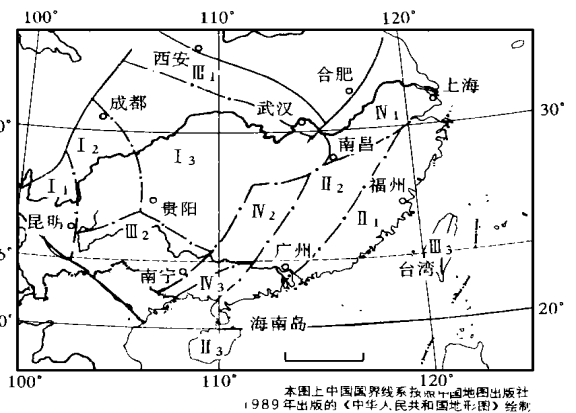 100° 110° 120°
西安 Ⅲ₁ 合肥 上海
成都 武汉 Ⅳ₁ 30°
0° Ⅰ₂ Ⅰ₃ 南昌
Ⅰ₁ 贵阳 Ⅱ₂ 福州
昆明 Ⅲ₂ Ⅳ₂ Ⅱ₁
5° 广州 Ⅲ₃ 25°
南宁 Ⅳ₃ 台湾
0° 海南岛 20°
Ⅱ₃
100° 110° 120°
本图上中国国界线系按照中国地图出版社
1989年出版的《中华人民共和国地形图》绘制